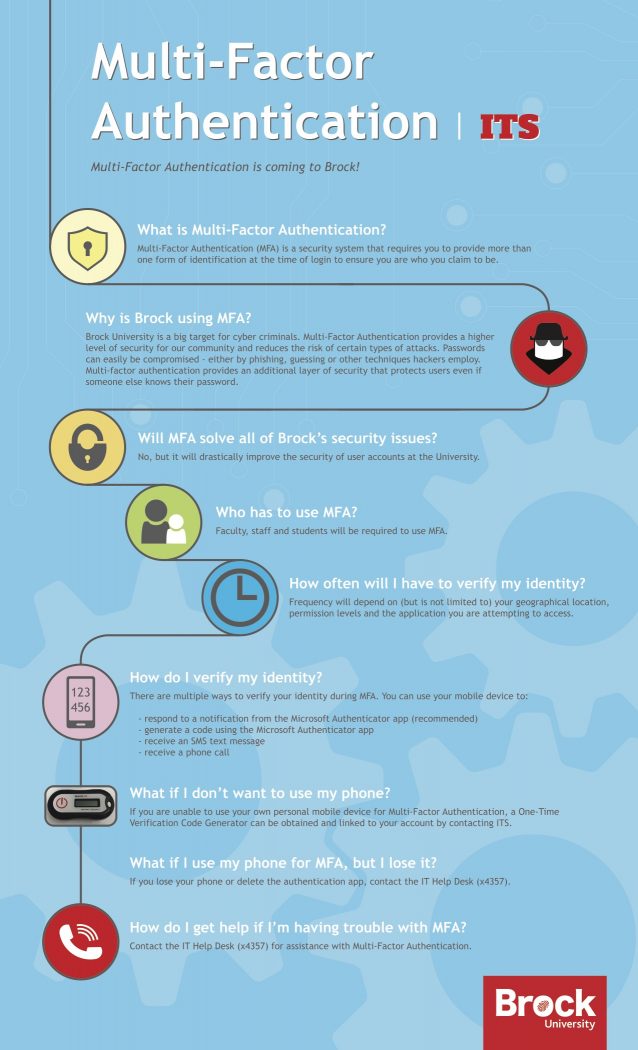 Multi-Factor
Authentication | ITS
Multi-Factor Authentication is coming to Brock!
What is Multi-Factor Authentication?
Multi-Factor Authentication (MFA) is a security system that requires you to provide more than
one form of identification at the time of login to ensure you are who you claim to be.
Why is Brock using MFA?
Brock University is a big target for cyber criminals. Multi-Factor Authentication provides a higher
level of security for our community and reduces the risk of certain types of attacks. Passwords
can easily be compromised - either by phishing, guessing or other techniques hackers employ.
Multi-factor authentication provides an additional layer of security that protects users even if
someone else knows their password.
Will MFA solve all of Brock's security issues?
No, but it will drastically improve the security of user accounts at the University.
Who has to use MFA?
Faculty, staff and students will be required to use MFA.
How often will I have to verify my identity?
Frequency will depend on (but is not limited to) your geographical location,
permission levels and the application you are attempting to access.
How do I verify my identity?
There are multiple ways to verify your identity during MFA. You can use your mobile device to:
123
456
- respond to a notification from the Microsoft Authenticator app (recommended)
- generate a code using the Microsoft Authenticator app
- receive an SMS text message
- receive a phone call
What if I don't want to use my phone?
If you are unable to use your own personal mobile device for Multi-Factor Authentication, a One-Time
Verification Code Generator can be obtained and linked to your account by contacting ITS.
What if I use my phone for MFA, but I lose it?
If you lose your phone or delete the authentication app, contact the IT Help Desk (x4357).
How do I get help if I'm having trouble with MFA?
Contact the IT Help Desk (x4357) for assistance with Multi-Factor Authentication.
Brock
University